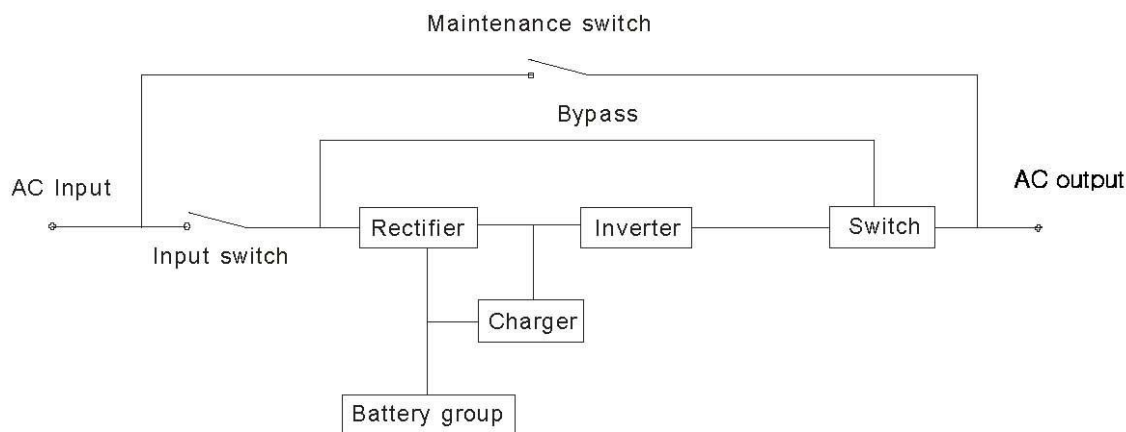 Maintenance switch
Bypass
AC Input
AC output
Input switch
Rectifier
Inverter
Switch
Charger
Battery group